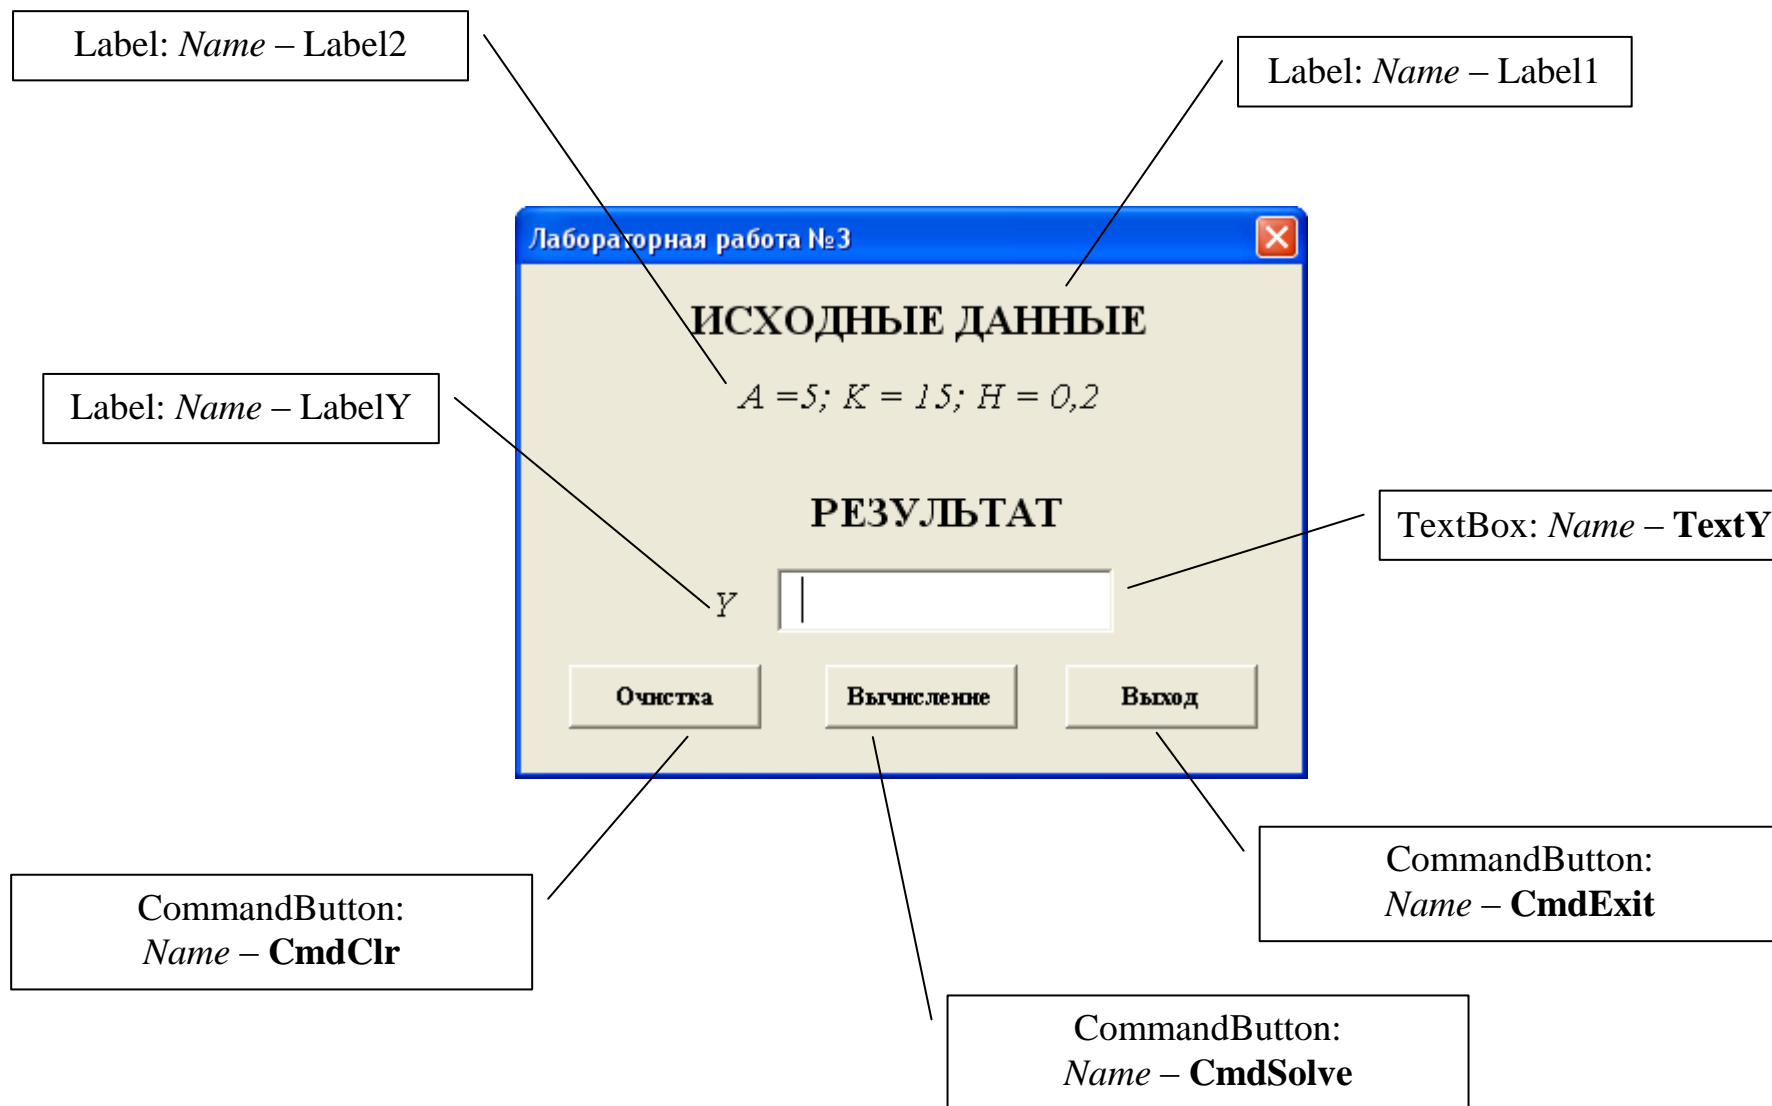 Label: Name – Label2
Label: Name – Label1
Лабораторная работа №3
ИСХОДНЫЕ ДАННЫЕ
A =5; K = 15; H = 0,2
Label: Name – LabelY
РЕЗУЛЬТАТ
TextBox: Name – TextY
Y
Очистка
Вычисление
Выход
CommandButton:
Name – CmdExit
CommandButton:
Name – CmdClr
CommandButton:
Name – CmdSolve